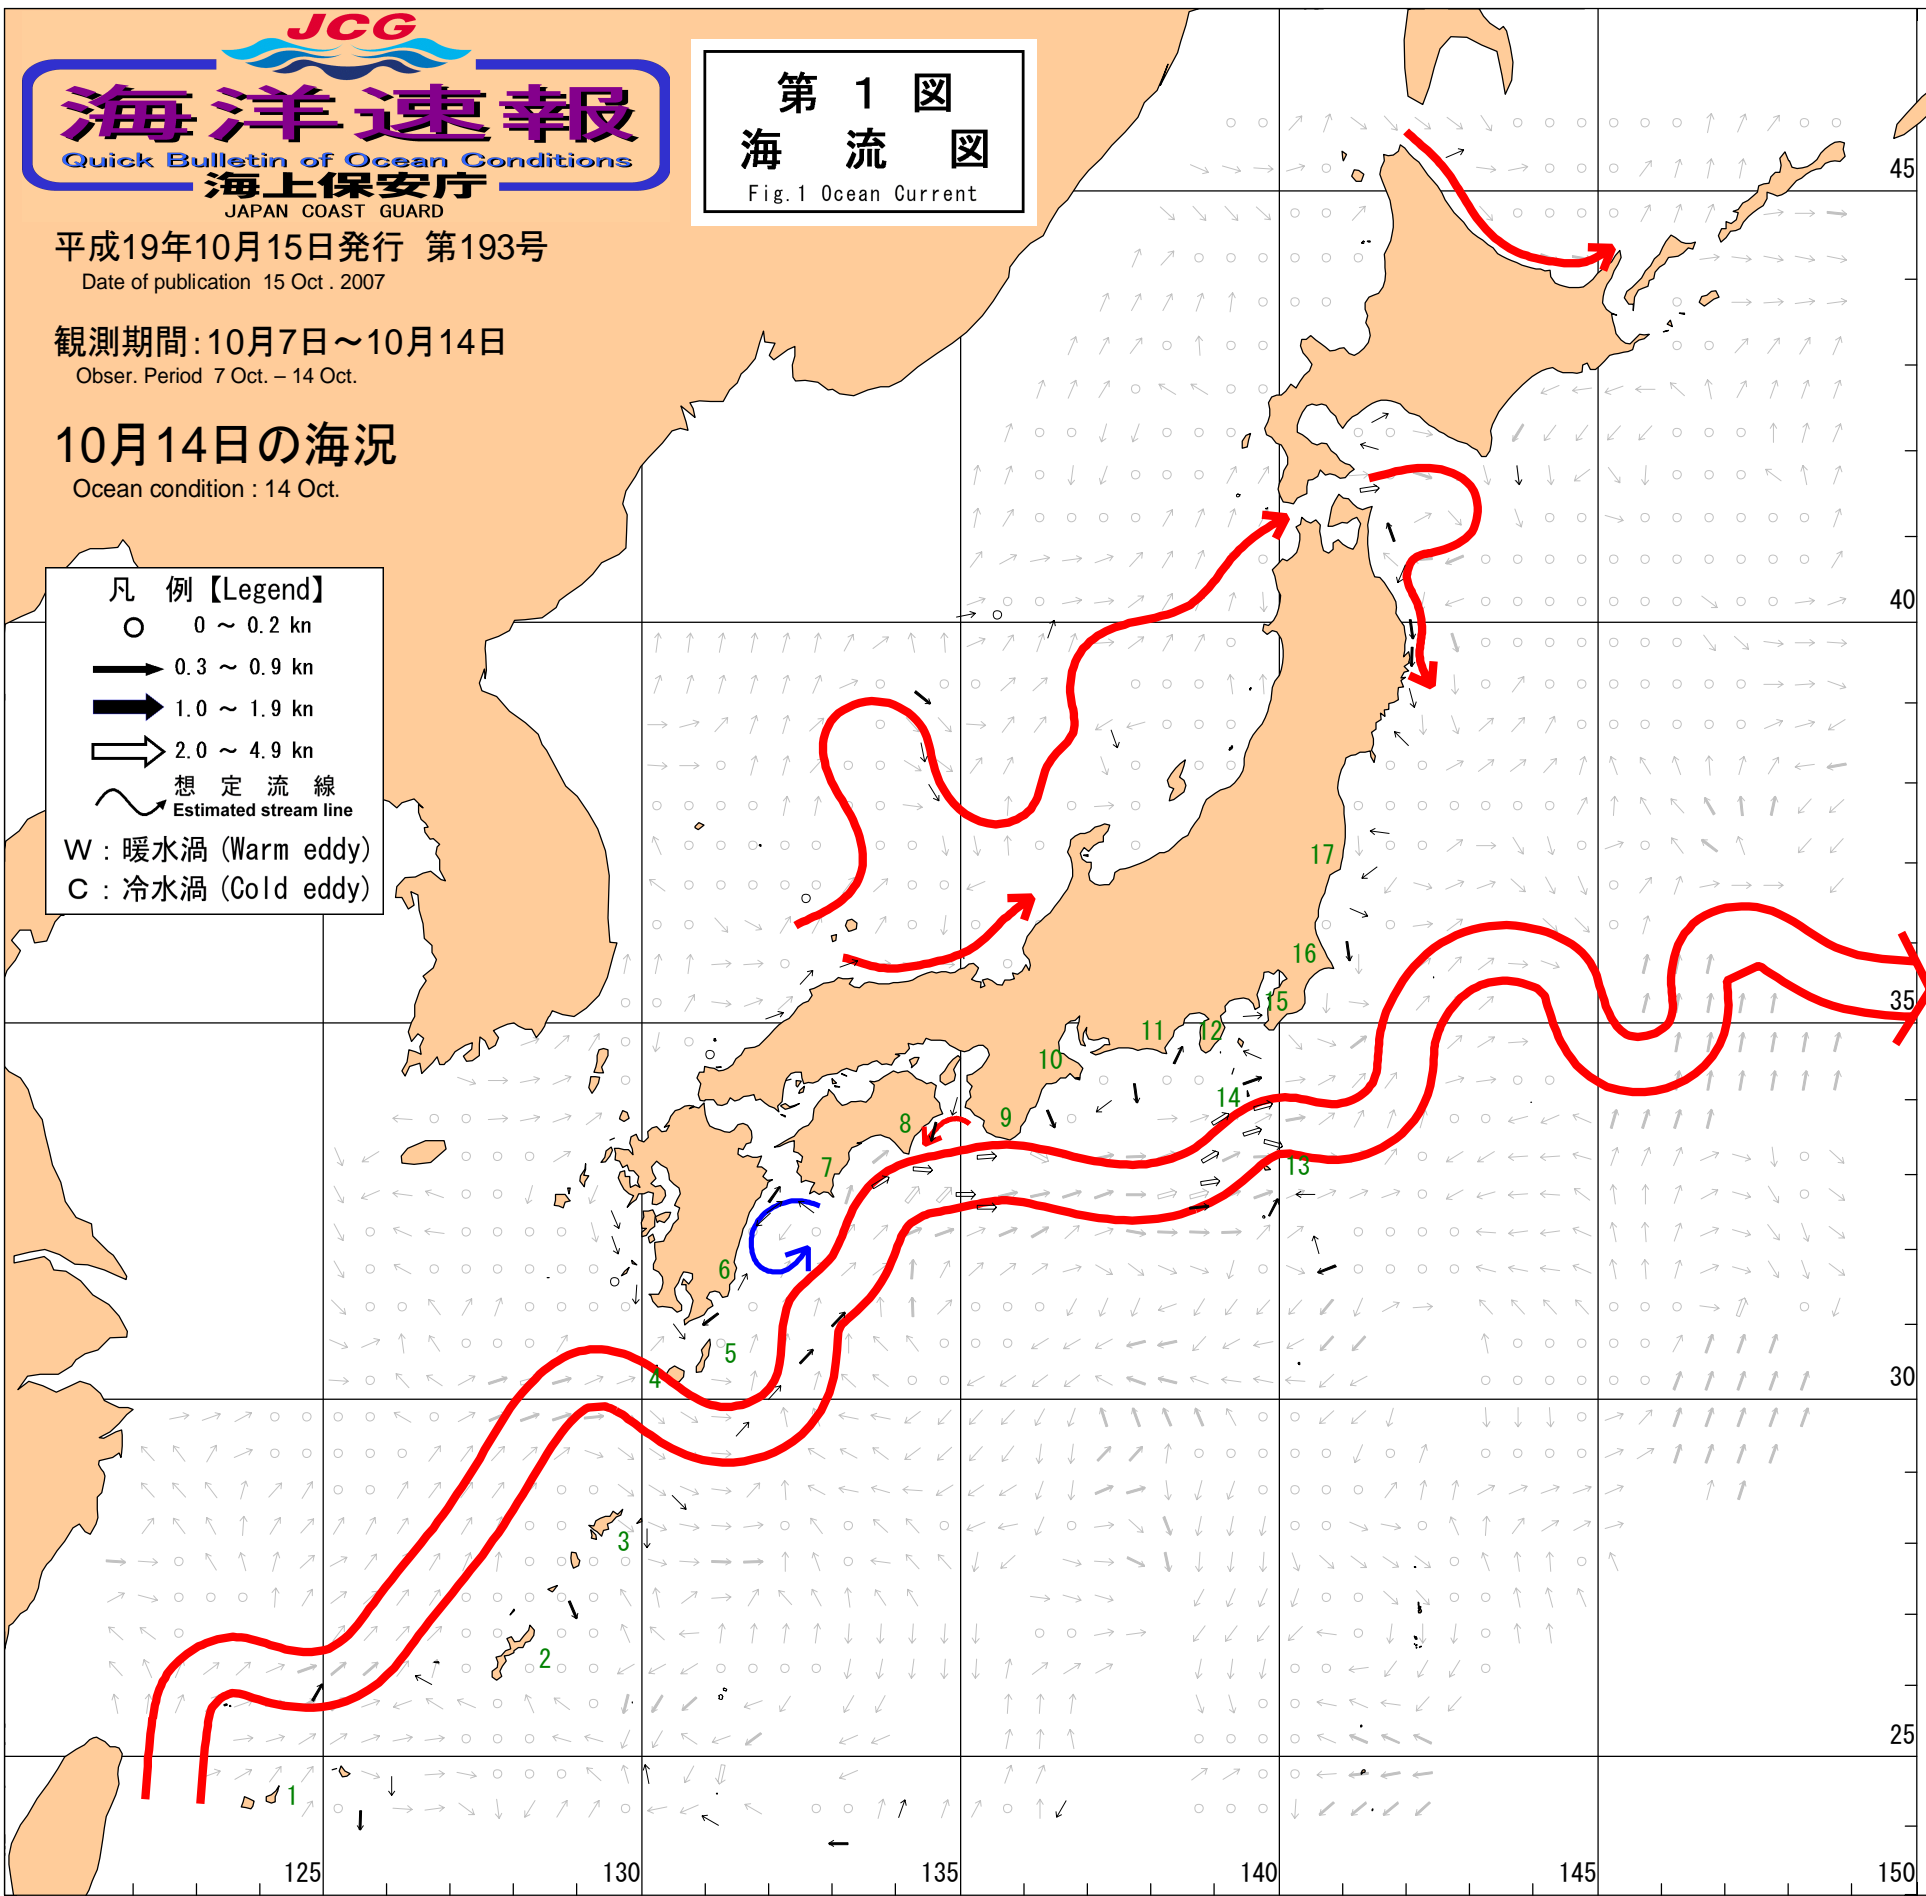 JCG
海洋速報
Quick Bulletin of Ocean Conditions
海上保安庁
JAPAN COAST GUARD
平成19年10月15日発行 第193号
Date of publication 15 Oct . 2007
観測期間:10月7日～10月14日
Obser. Period 7 Oct. – 14 Oct.
10月14日の海況
Ocean condition : 14 Oct.
第 1 図
海 流 図
Fig.1 Ocean Current
凡 例【Legend】
0 ～ 0.2 kn
0.3 ～ 0.9 kn
1.0 ～ 1.9 kn
2.0 ～ 4.9 kn
想 定 流 線
Estimated stream line
W : 暖水渦 (Warm eddy)
C : 冷水渦 (Cold eddy)
45
40
35
30
25
17
16
15
12
11
10
14
9
8
13
7
6
5
4
3
2
1
125
130
135
140
145
150